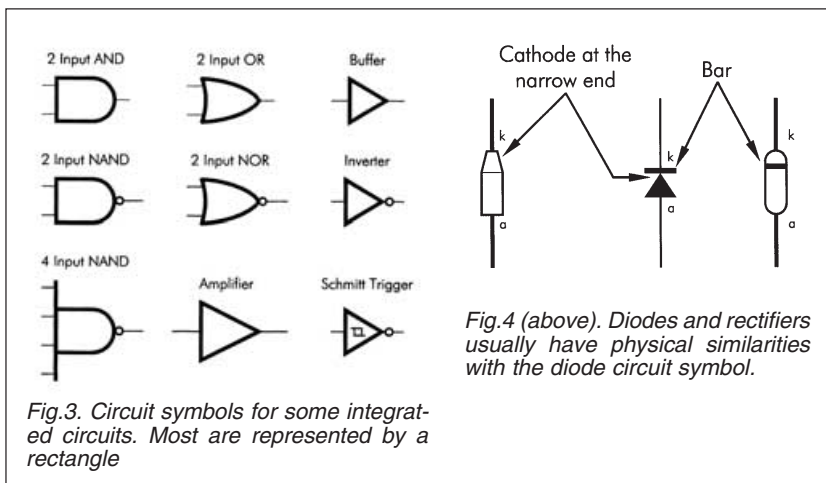 2 Input AND
2 Input OR
Buffer
2 Input NAND
2 Input NOR
Inverter
4 Input NAND
Amplifier
Schmitt Trigger
Fig.3. Circuit symbols for some integrat-
ed circuits. Most are represented by a
rectangle
Cathode at the
narrow end
Bar
k
k
k
a
a
a
Fig.4 (above). Diodes and rectifiers
usually have physical similarities
with the diode circuit symbol.